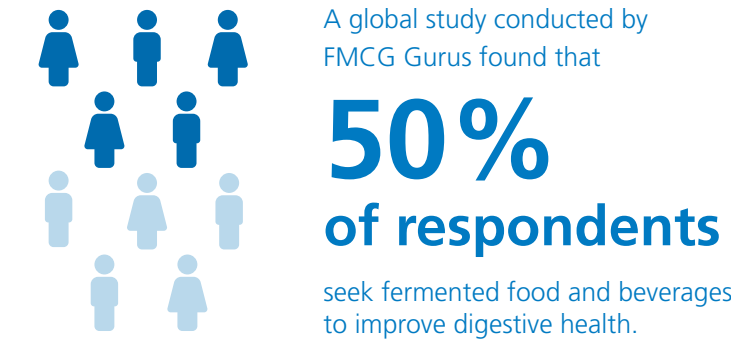 A global study conducted by
FMCG Gurus found that
50%
of respondents
seek fermented food and beverages
to improve digestive health.